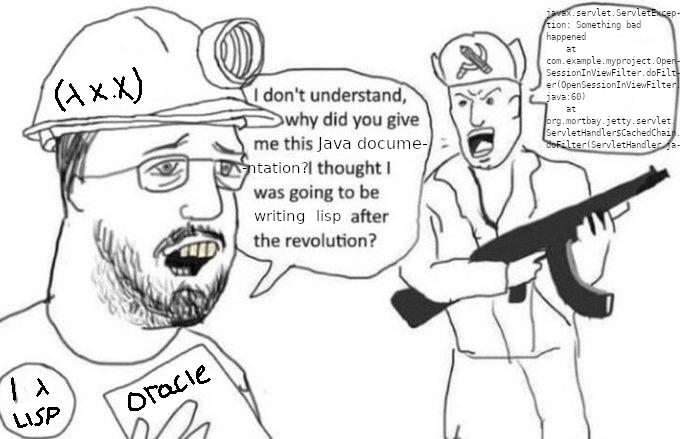 (λ x.x)
I don't understand,
why did you give
me this Java docume-
-ntation?I thought I
was going to be
writing lisp after
the revolution?
javax.servlet.ServletExcep-
tion: Something bad
happened
at
com.example.myproject.Open-
SessionInViewFilter.doFilt-
er(OpenSessionInViewFilter.
java:60)
at
org.mortbay.jetty.servlet.
ServletHandler$CachedChain.
doFilter(ServletHandler.ja-
I λ
LISP
oracle